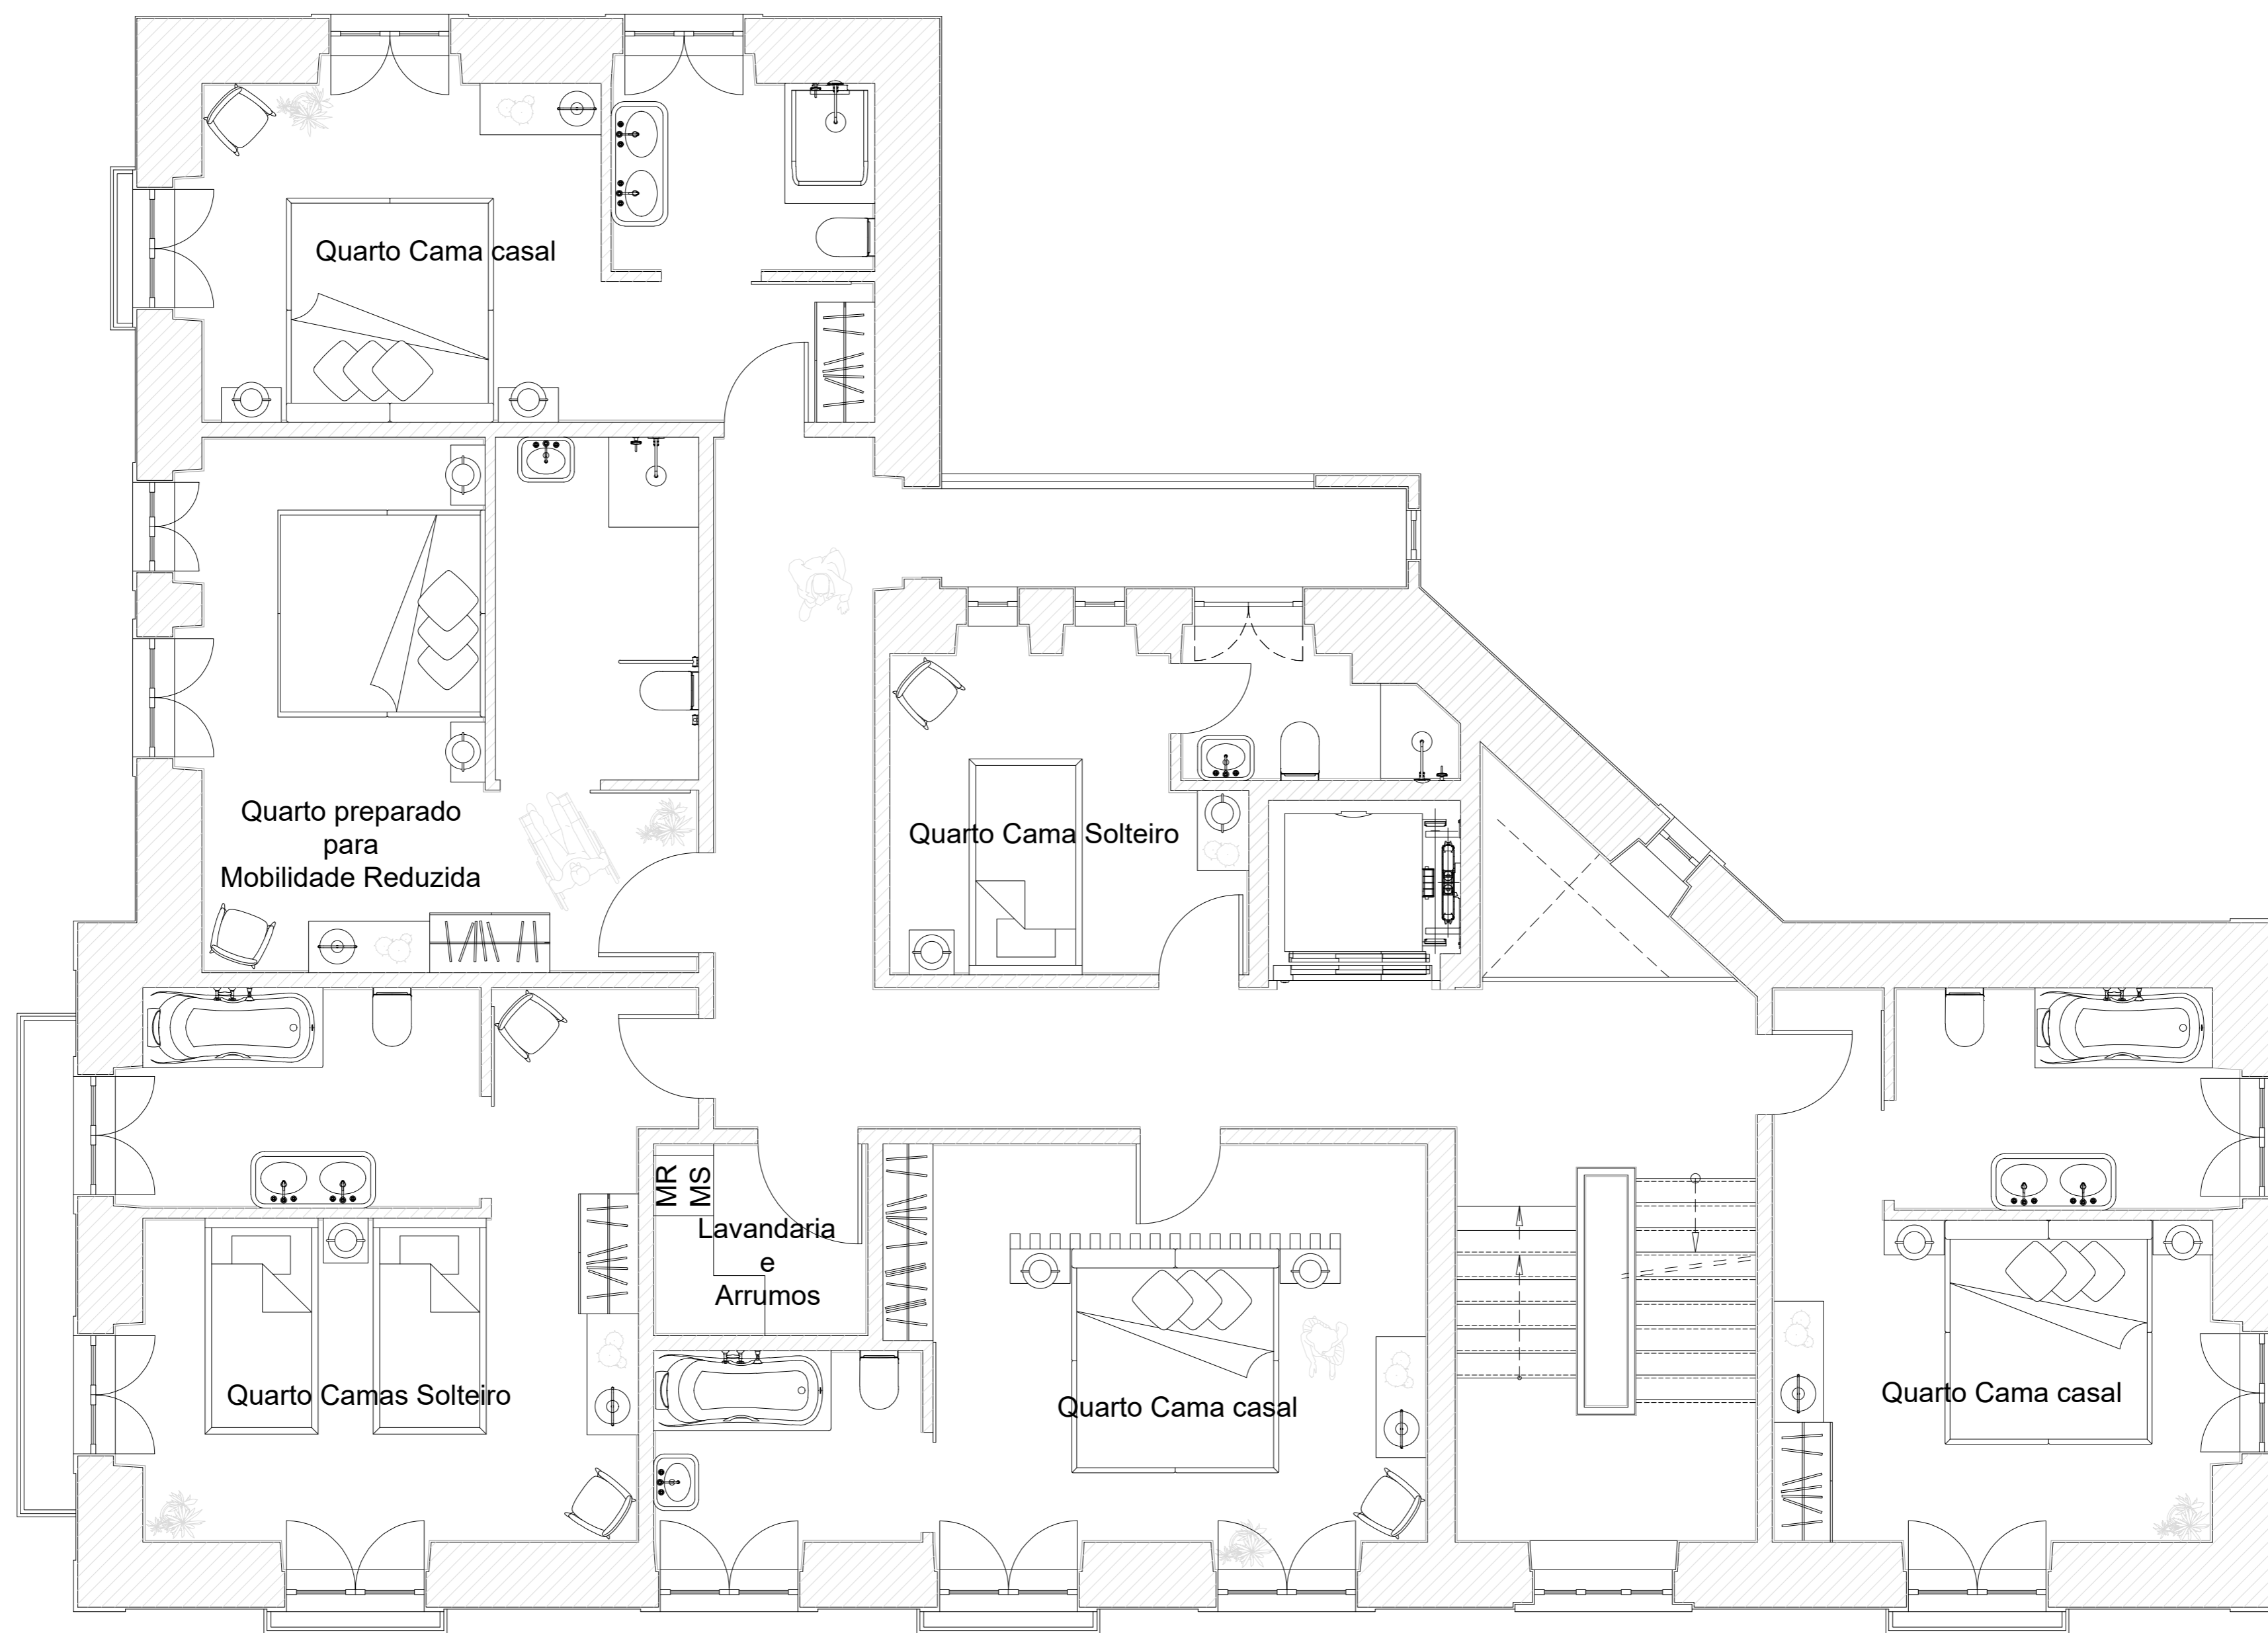 Quarto Cama casal
Quarto preparado
para
Mobilidade Reduzida
Quarto Cama Solteiro
MR
MS
Lavandaria
e
Arrumos
Quarto Camas Solteiro
Quarto Cama casal
Quarto Cama casal